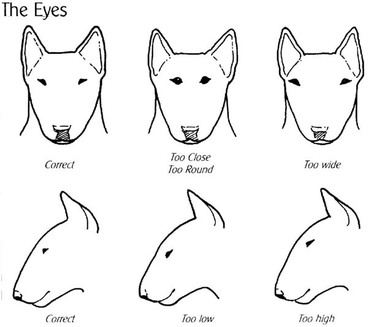 The Eyes
Correct
Too Close
Too Round
Too wide
Correct
Too low
Too high